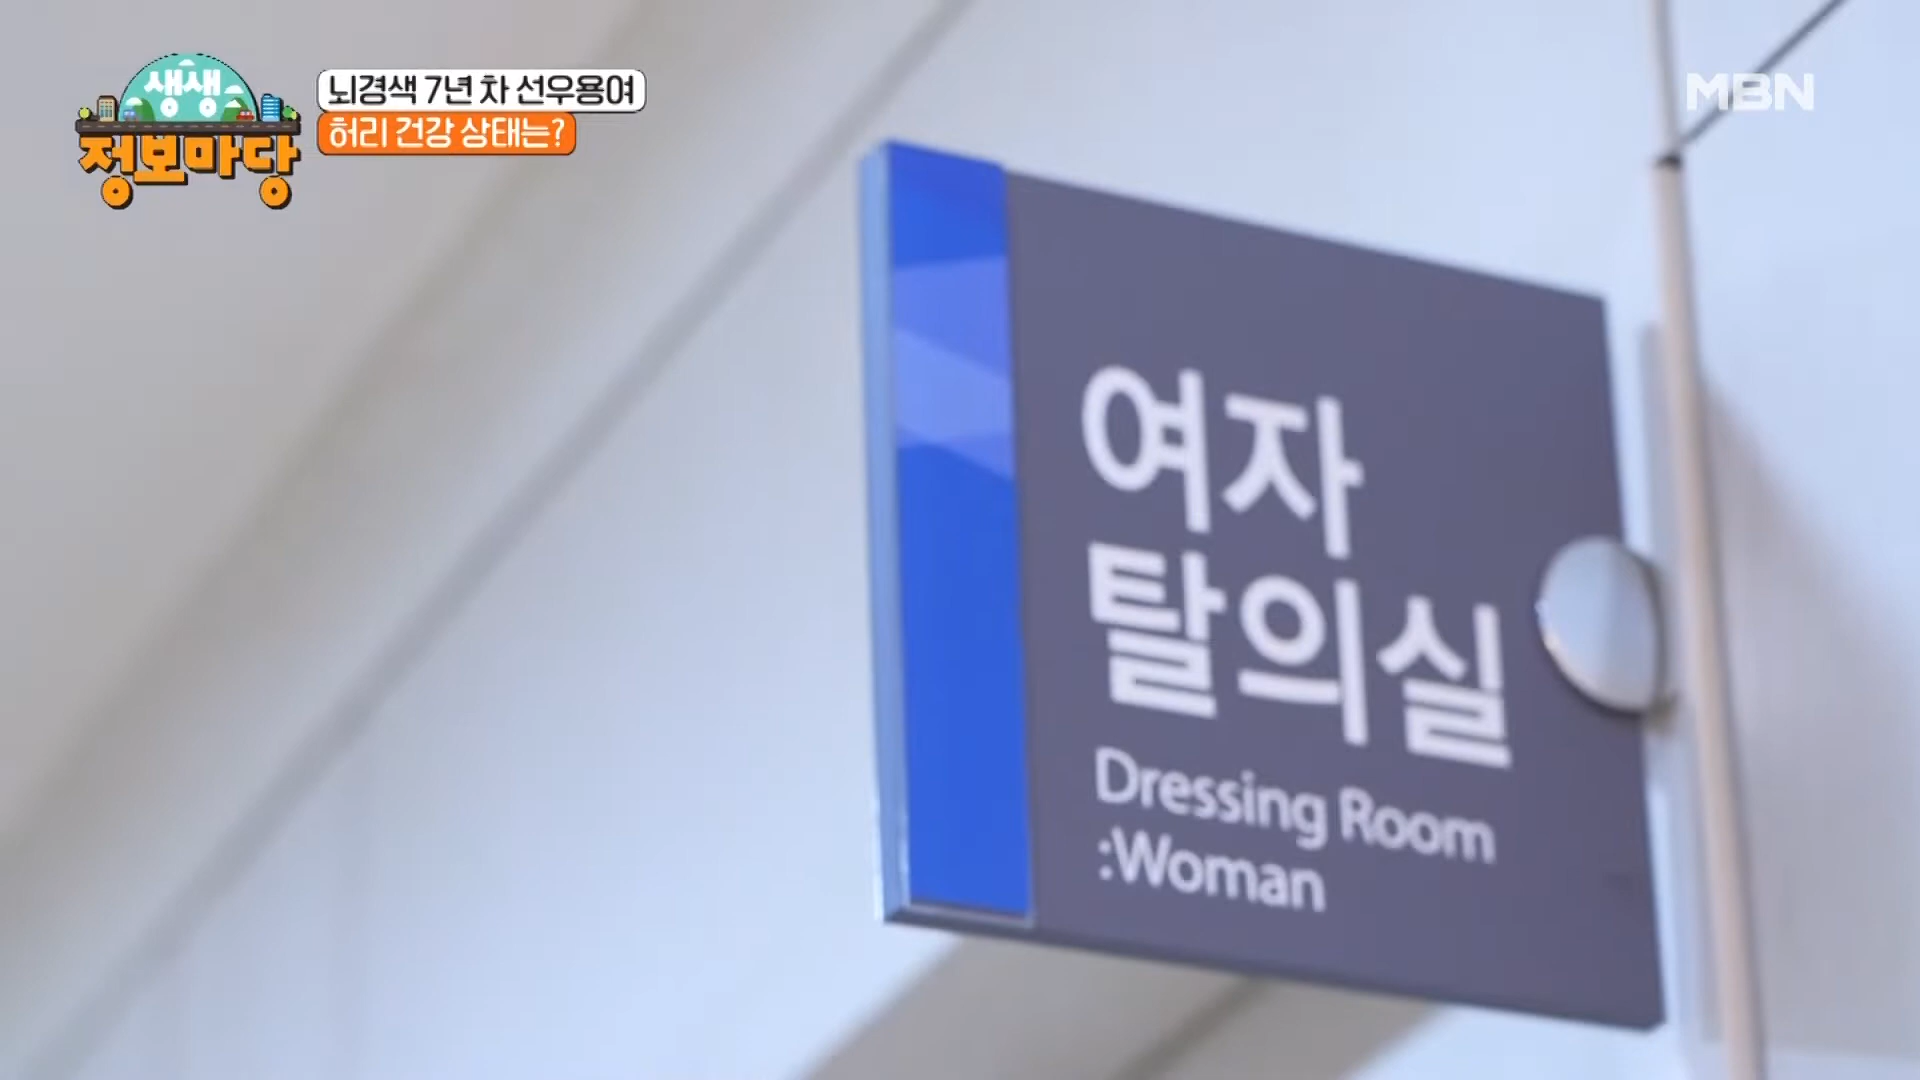 생생
정보마당
뇌경색 7년 차 선우용여
허리 건강 상태는?
MBN
여자
탈의실
Dressing Room
:Woman